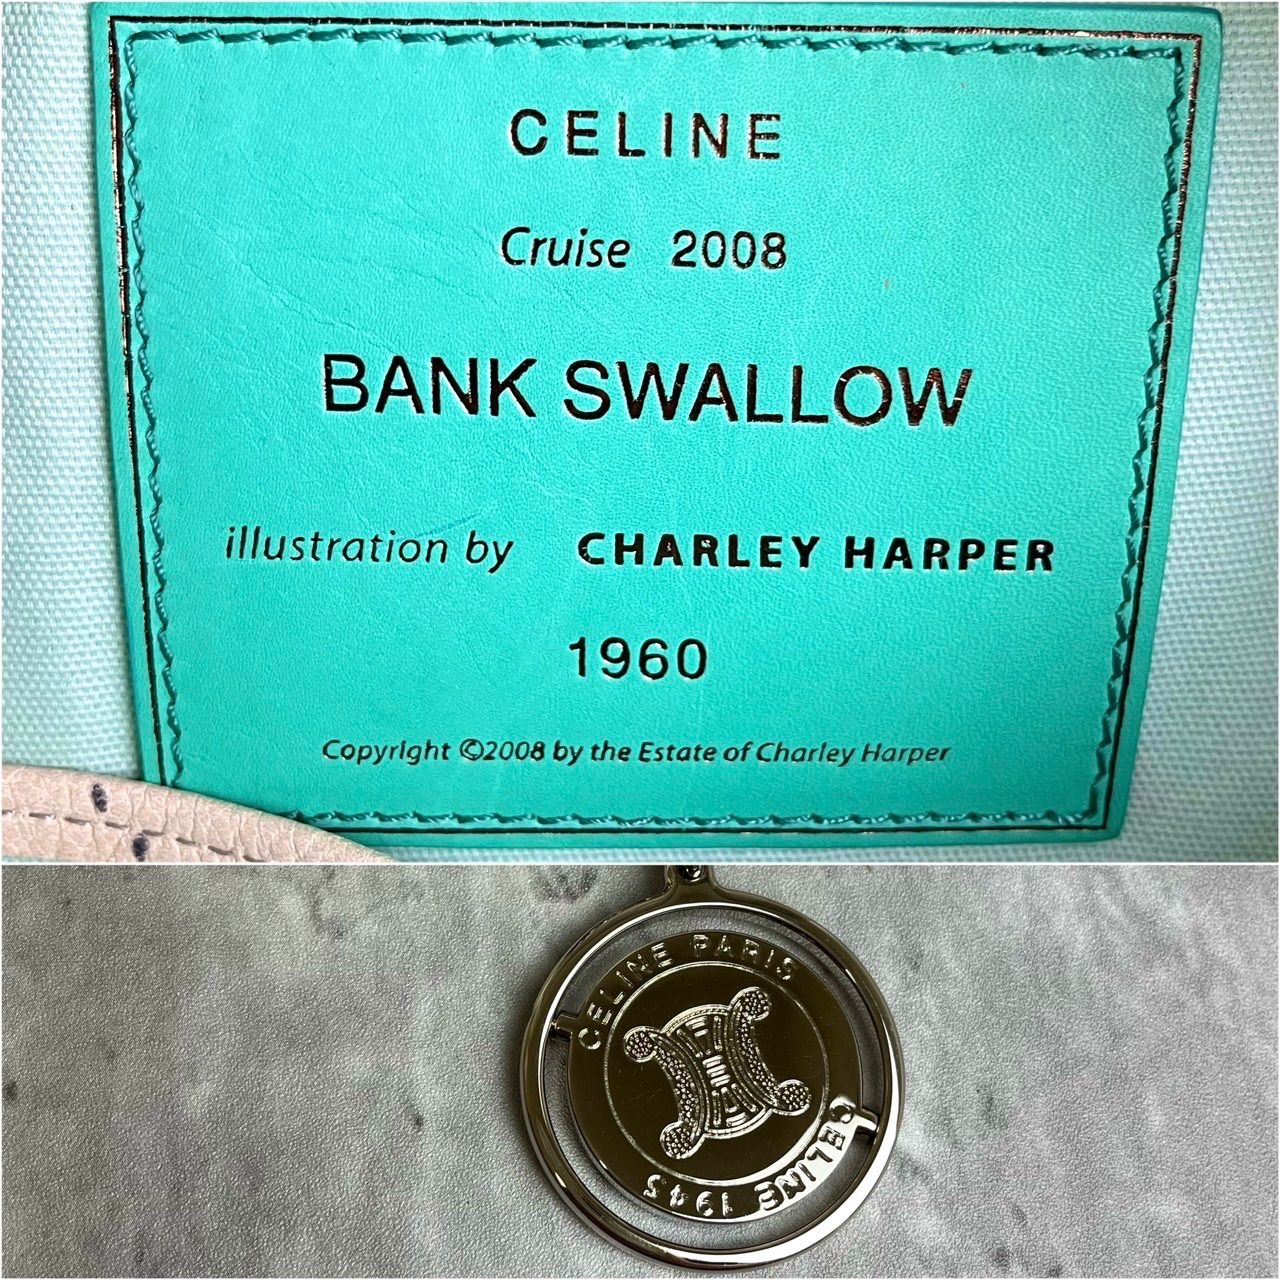 CELINE
Cruise 2008
BANK SWALLOW
illustration by CHARLEY HARPER
1960
Copyright ©2008 by the Estate of Charley Harper
CELINE PARIS
CELINE 1945